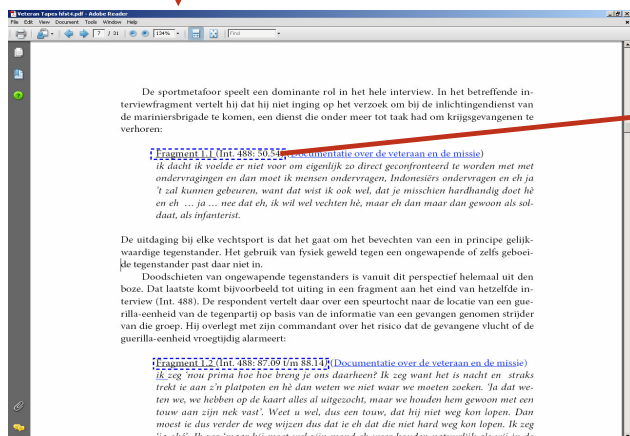 Veteran Tapes hfst4.pdf - Adobe Reader
File Edit View Document Tools Window Help
7 / 31 134% Find
De sportmetafoor speelt een dominante rol in het hele interview. In het betreffende in-
terviewfragment vertelt hij dat hij niet inging op het verzoek om bij de inlichtingendienst van
de mariniersbrigade te komen, een dienst die onder meer tot taak had om krijgsgevangenen te
verhoren:
Fragment 1.1 (Int. 488: 50.54) (Documentatie over de veteraan en de missie)
ik dacht ik voelde er niet voor om eigenlijk zo direct geconfronteerd te worden met met
ondervragingen en dan moet ik mensen ondervragen, Indonesiërs ondervragen en eh ja
't zal kunnen gebeuren, want dat wist ik ook wel, dat je misschien hardhandig doet hè
en eh ... ja ... nee dat eh, ik wil wel vechten hè, maar eh dan maar dan gewoon als sol-
daat, als infanterist.
De uitdaging bij elke vechtsport is dat het gaat om het bevechten van een in principe gelijk-
waardige tegenstander. Het gebruik van fysiek geweld tegen een ongewapende of zelfs geboei-
de tegenstander past daar niet in.
Doodschieten van ongewapende tegenstanders is vanuit dit perspectief helemaal uit den
boze. Dat laatste komt bijvoorbeeld tot uiting in een fragment aan het eind van hetzelfde in-
terview (Int. 488). De respondent vertelt daar over een speurtocht naar de locatie van een gue-
rilla-eenheid van de tegenpartij op basis van de informatie van een gevangen genomen strijder
van die groep. Hij overlegt met zijn commandant over het risico dat de gevangene vlucht of de
guerilla-eenheid vroegtijdig alarmeert:
Fragment 1.2 (Int. 488: 87.09 t/m 88.14) (Documentatie over de veteraan en de missie)
ik zeg 'nou prima hoe hoe breng je ons daarheen? Ik zeg want het is nacht en straks
trekt ie aan z'n platpoten en hè dan weten we niet waar we moeten zoeken. 'Ja dat we-
ten we, we hebben op de kaart alles al uitgezocht, maar we houden hem gewoon met een
touw aan zijn nek vast'. Weet u wel, dus een touw, dat hij niet weg kon lopen. Dan
moest ie dus verder de weg wijzen dus dat ie eh dat die niet hard weg kon lopen. Ik zeg